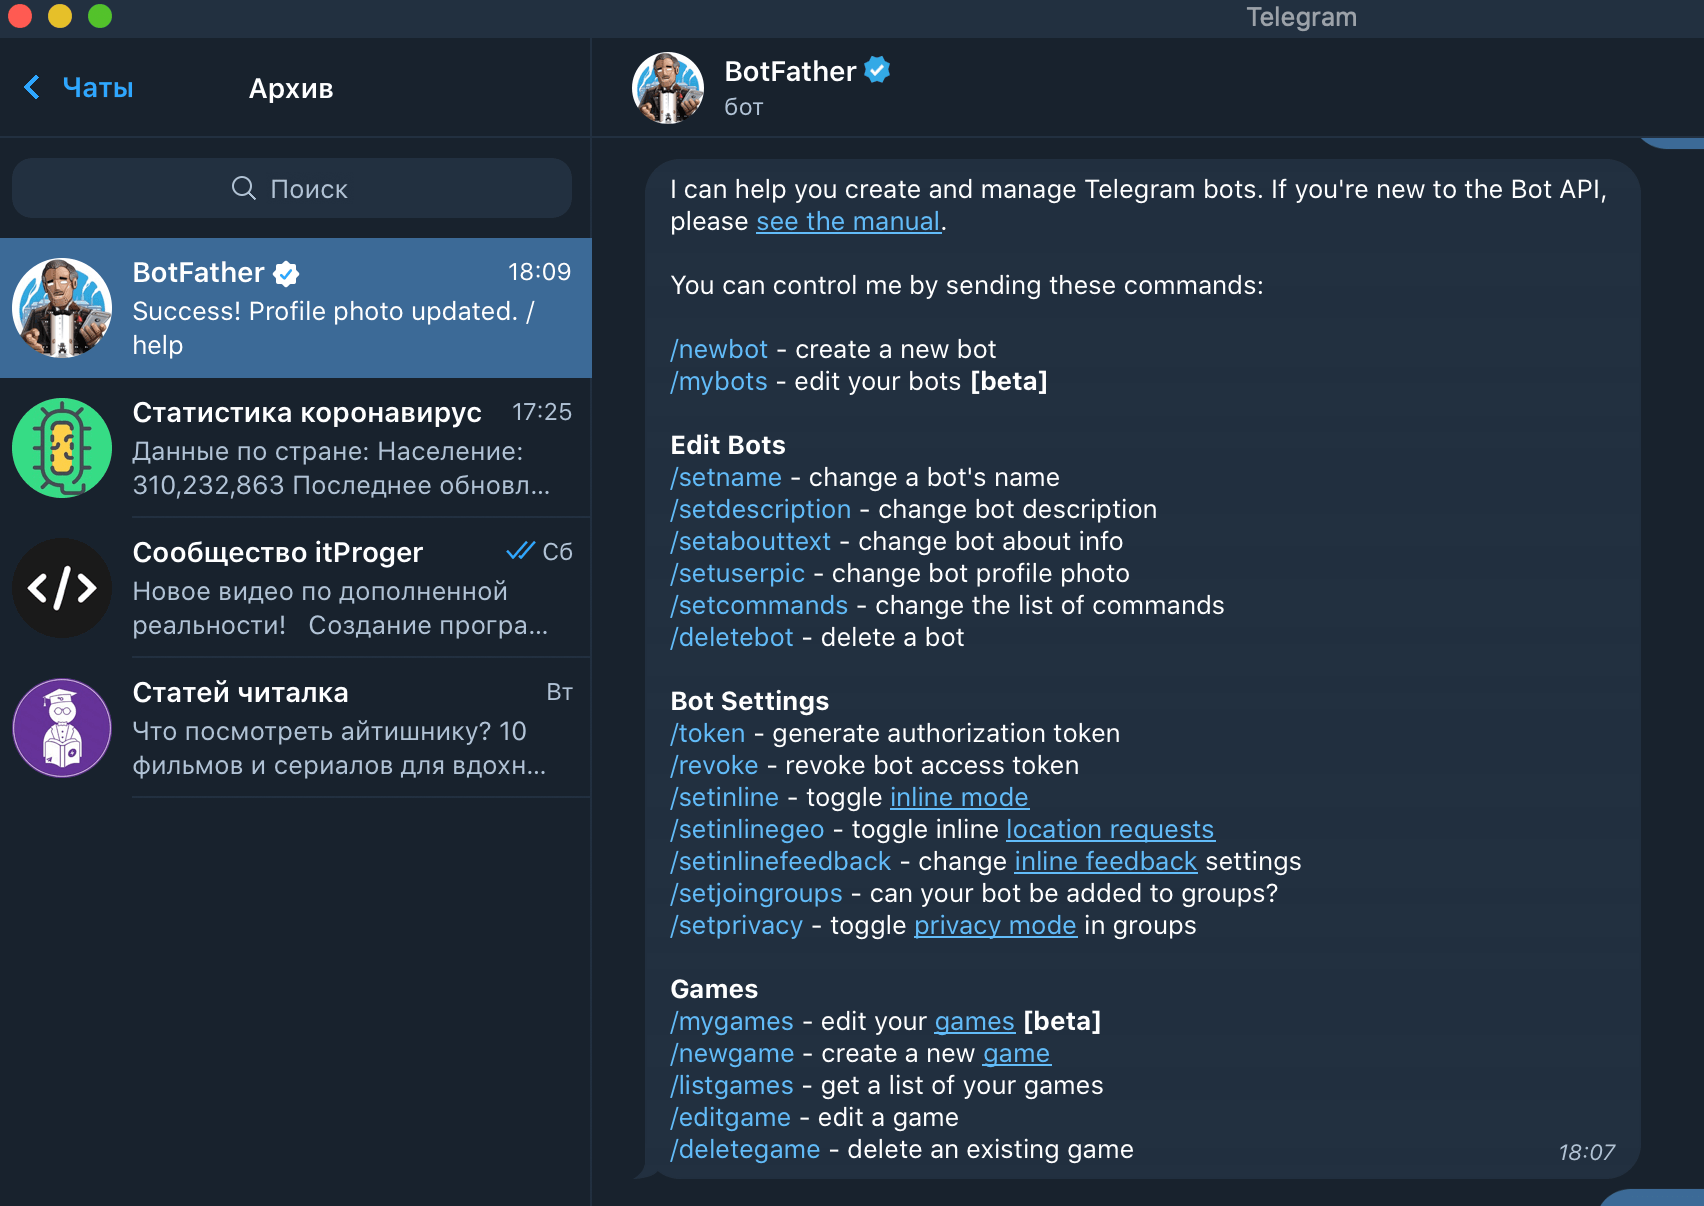 Telegram
Чаты
Архив
Поиск
BotFather 18:09
Success! Profile photo updated. /
help
Статистика коронавирус 17:25
Данные по стране: Население:
310,232,863 Последнее обновл...
Сообщество itProger Сб
Новое видео по дополненной
реальности! Создание програ...
Статей читалка Вт
Что посмотреть айтишнику? 10
фильмов и сериалов для вдохн...
BotFather
бот
I can help you create and manage Telegram bots. If you're new to the Bot API,
please see the manual.
You can control me by sending these commands:
/newbot - create a new bot
/mybots - edit your bots [beta]
Edit Bots
/setname - change a bot's name
/setdescription - change bot description
/setabouttext - change bot about info
/setuserpic - change bot profile photo
/setcommands - change the list of commands
/deletebot - delete a bot
Bot Settings
/token - generate authorization token
/revoke - revoke bot access token
/setinline - toggle inline mode
/setinlinegeo - toggle inline location requests
/setinlinefeedback - change inline feedback settings
/setjoingroups - can your bot be added to groups?
/setprivacy - toggle privacy mode in groups
Games
/mygames - edit your games [beta]
/newgame - create a new game
/listgames - get a list of your games
/editgame - edit a game
/deletegame - delete an existing game
18:07